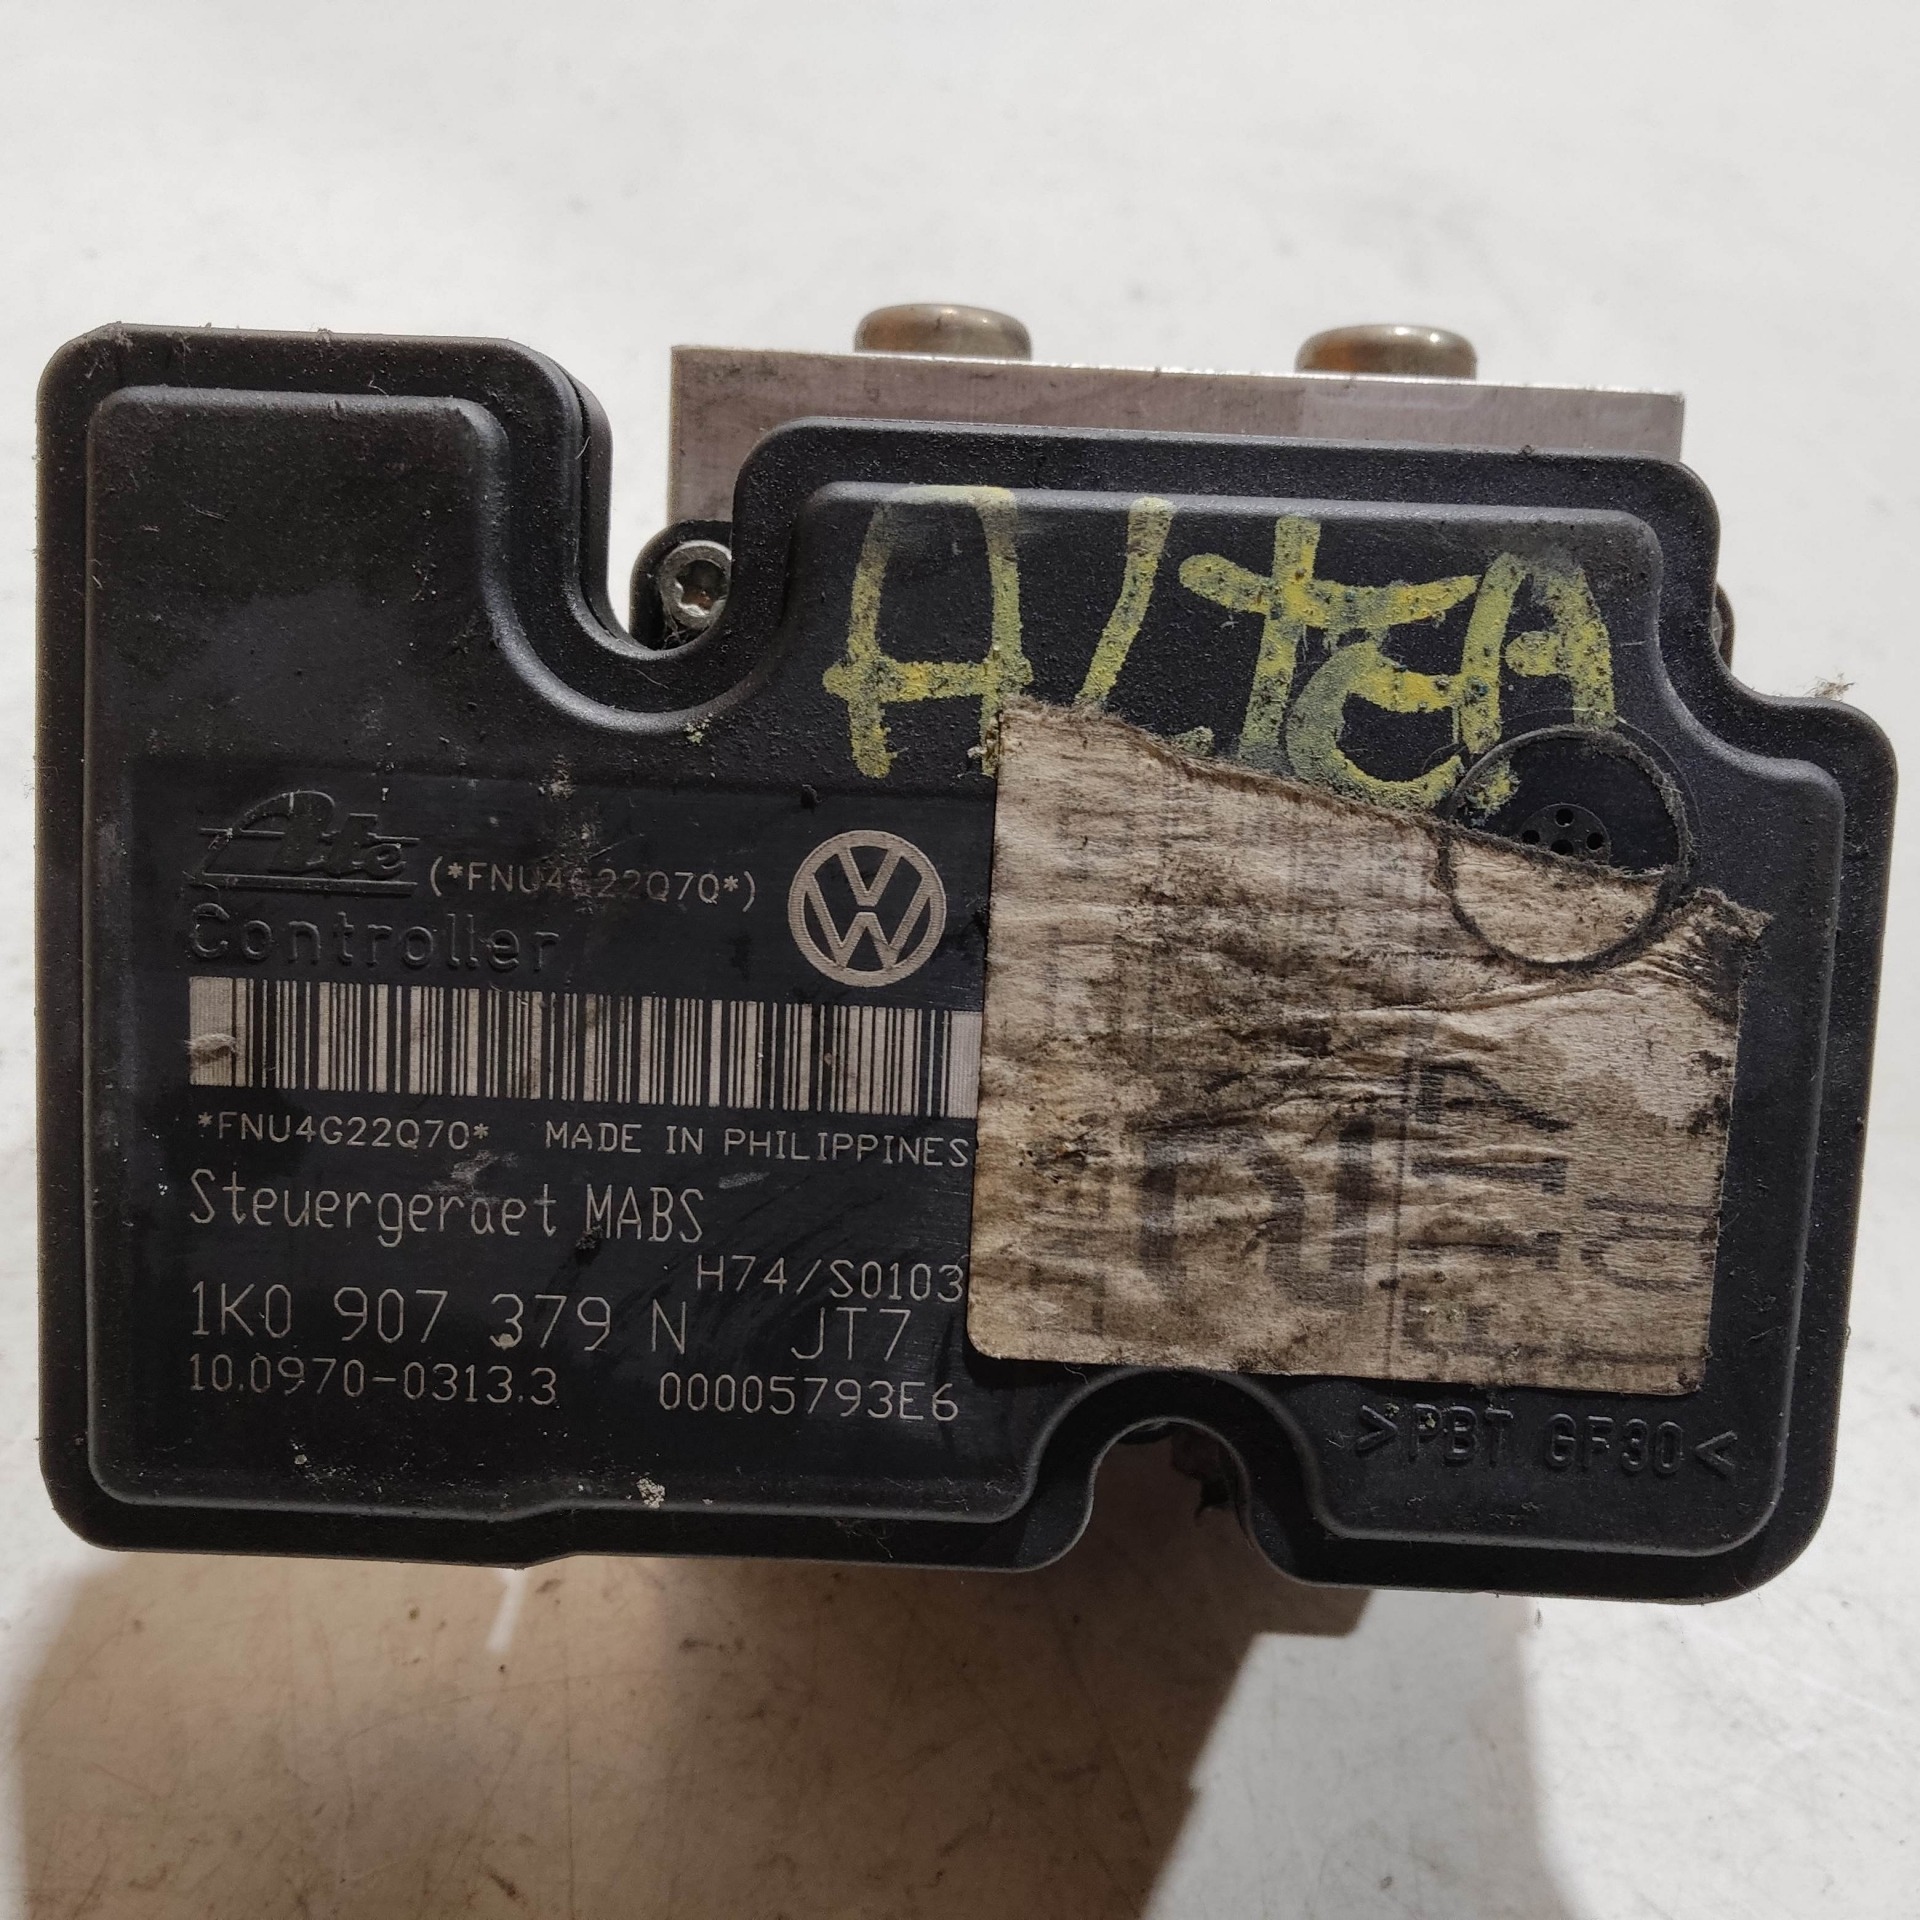 ALTEA
Ate (*FNU4G22Q70*)
Controller
*FNU4G22Q70* MADE IN PHILIPPINES
Steuergeraet MABS
H74/S0103
1K0 907 379 N JT7
10.0970-0313.3 00005793E6
>PBT GF30<